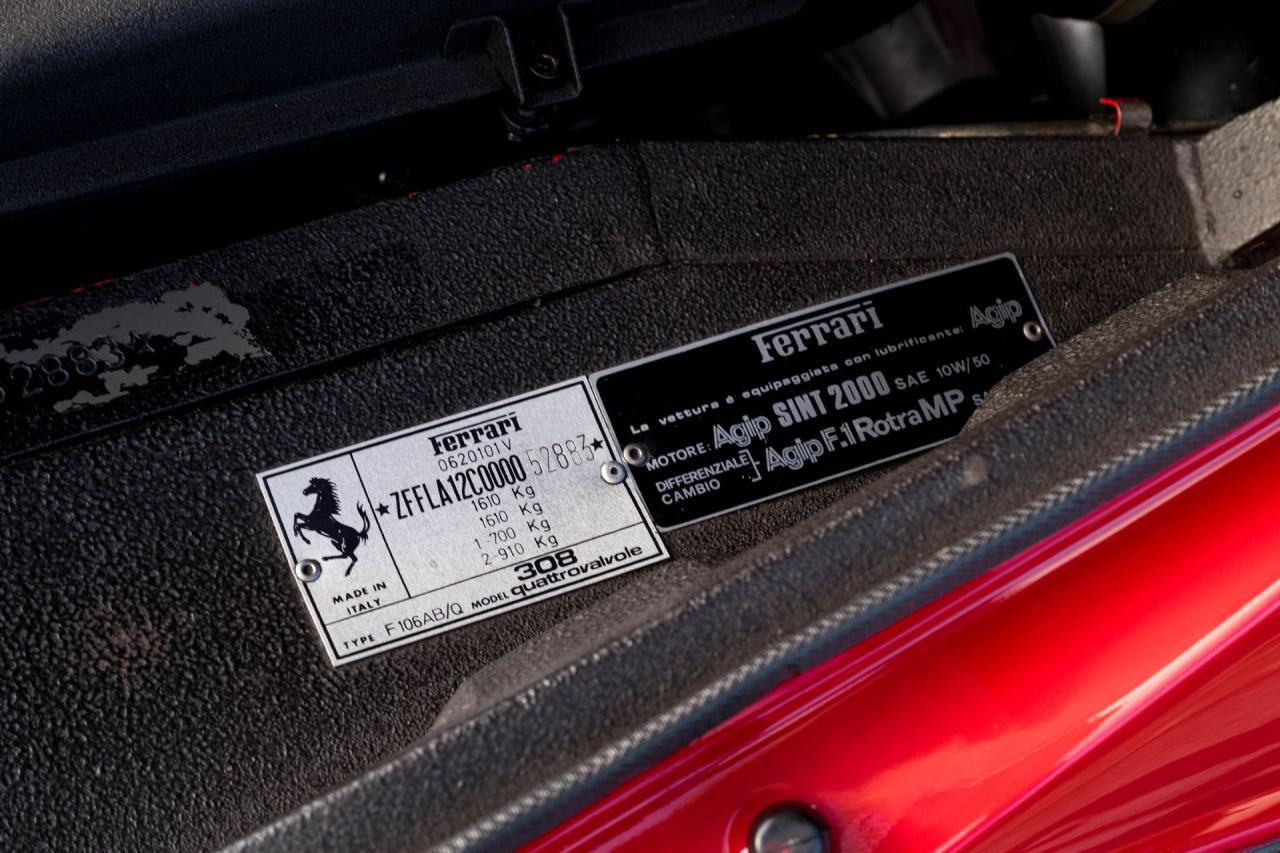 52883★
Ferrari
0620101 V
★ZFFLA12C000052883★
1610 Kg
1610 Kg
1-700 Kg
2-910 Kg
MADE IN
ITALY
TYPE F106AB/Q MODEL 308 quattrovalvole
Ferrari
La vettura è equipaggiata con lubrificante: Agip
MOTORE: Agip SINT 2000 SAE 10W/50
DIFFERENZIALE
CAMBIO
Agip F.1 Rotra MP